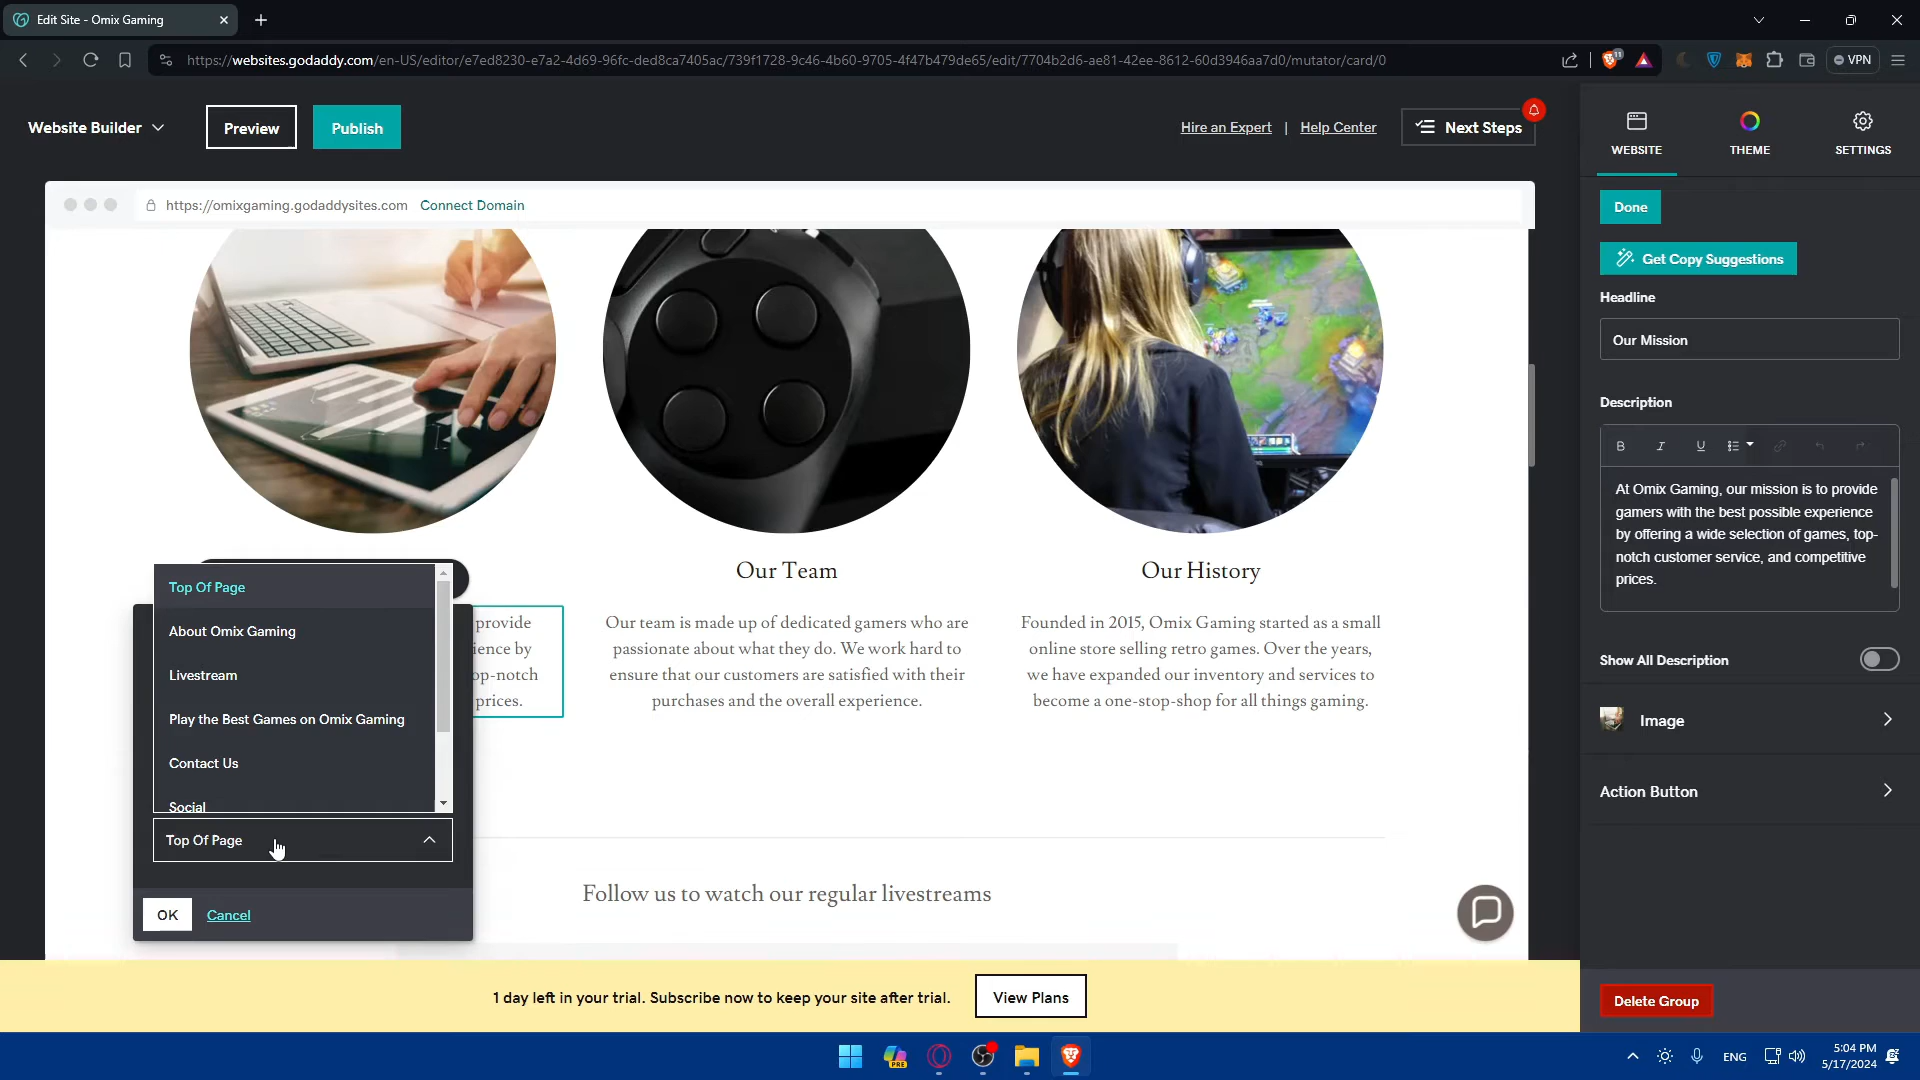 Edit Site - Omix Gaming
https://websites.godaddy.com/en-US/editor/e7ed8230-e7a2-4d69-96fc-ded8ca7405ac/739f1728-9c46-4b60-9705-4f47b479de65/edit/7704b2d6-ae81-42ee-8612-60d3946aa7d0/mutator/card/0
11
VPN
Website Builder
Preview
Publish
Hire an Expert | Help Center
Next Steps
WEBSITE
THEME
SETTINGS
https://omixgaming.godaddysites.com Connect Domain
Done
Get Copy Suggestions
Headline
Our Mission
Description
B I U
At Omix Gaming, our mission is to provide
gamers with the best possible experience
by offering a wide selection of games, top-
notch customer service, and competitive
prices.
Show All Description
Image
Action Button
Delete Group
Our Team
Our History
provide
ience by
op-notch
prices.
Our team is made up of dedicated gamers who are
passionate about what they do. We work hard to
ensure that our customers are satisfied with their
purchases and the overall experience.
Founded in 2015, Omix Gaming started as a small
online store selling retro games. Over the years,
we have expanded our inventory and services to
become a one-stop-shop for all things gaming.
Top Of Page
About Omix Gaming
Livestream
Play the Best Games on Omix Gaming
Contact Us
Social
Top Of Page
OK
Cancel
Follow us to watch our regular livestreams
1 day left in your trial. Subscribe now to keep your site after trial.
View Plans
PRE
ENG
5:04 PM
5/17/2024